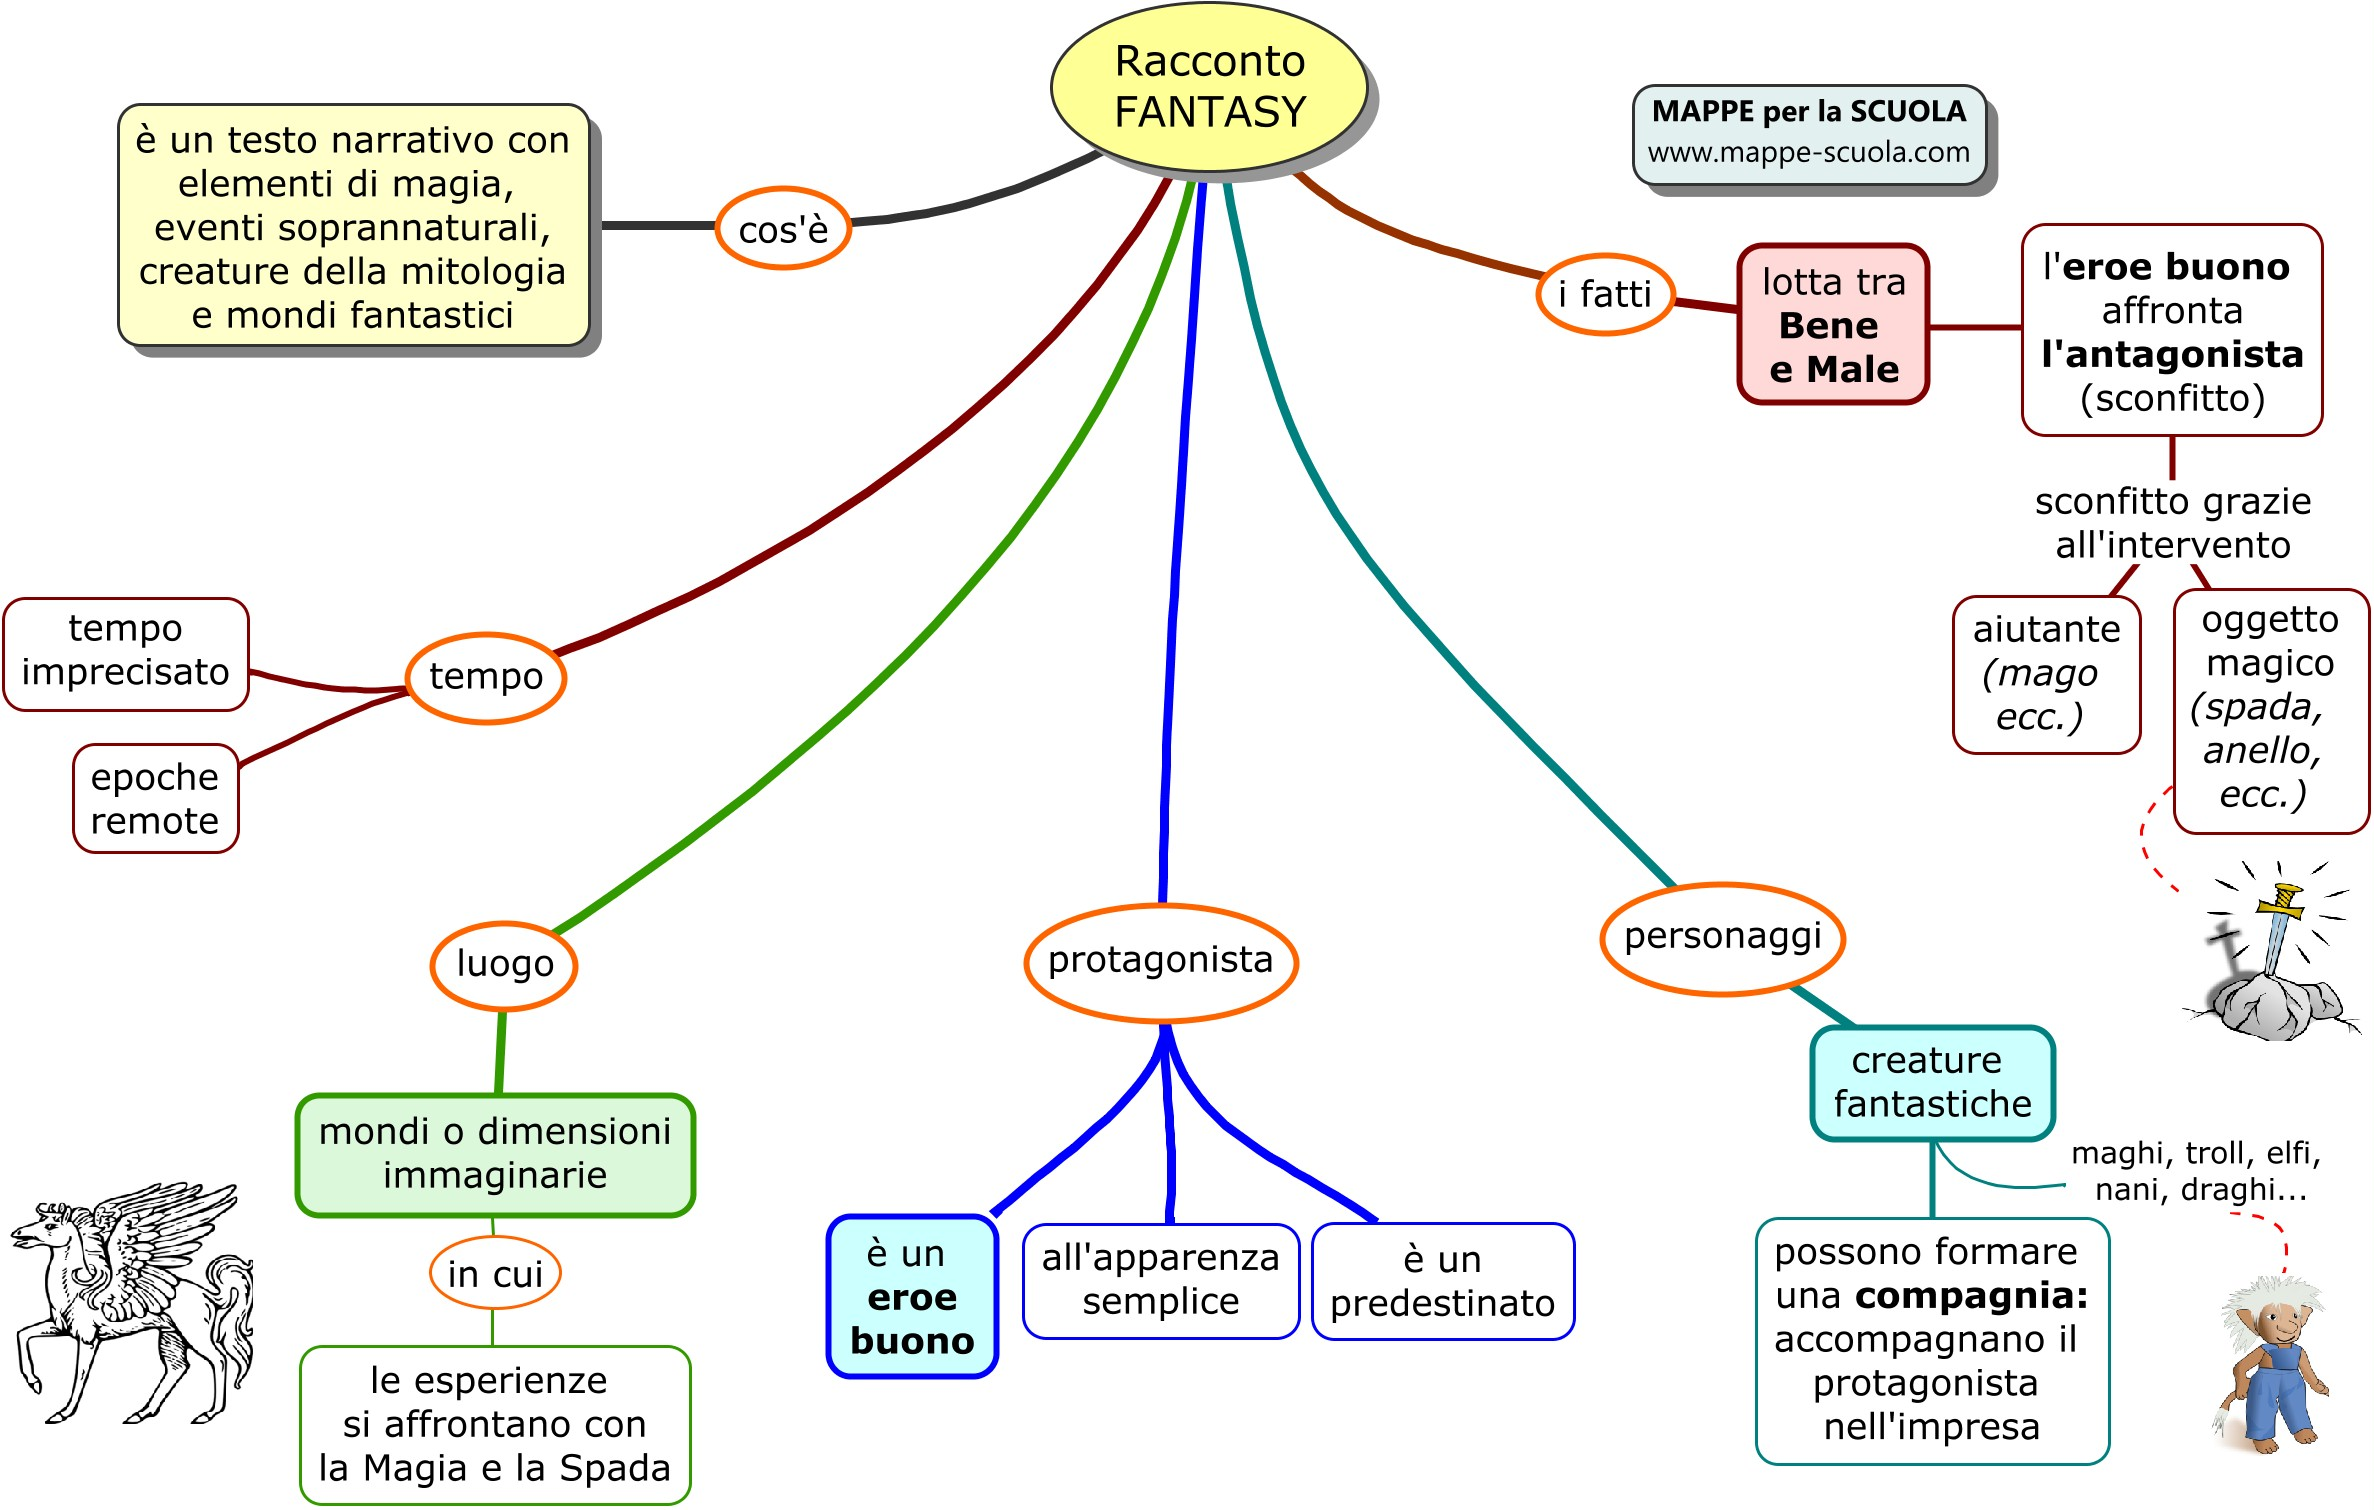 Racconto
FANTASY
MAPPE per la SCUOLA
www.mappe-scuola.com
cos'è
è un testo narrativo con
elementi di magia,
eventi soprannaturali,
creature della mitologia
e mondi fantastici
tempo
tempo
imprecisato
epoche
remote
luogo
mondi o dimensioni
immaginarie
in cui
le esperienze
si affrontano con
la Magia e la Spada
protagonista
è un
eroe
buono
all'apparenza
semplice
è un
predestinato
personaggi
creature
fantastiche
maghi, troll, elfi,
nani, draghi...
possono formare
una compagnia:
accompagnano il
protagonista
nell'impresa
i fatti
lotta tra
Bene
e Male
l'eroe buono
affronta
l'antagonista
(sconfitto)
sconfitto grazie
all'intervento
aiutante
(mago
ecc.)
oggetto
magico
(spada,
anello,
ecc.)